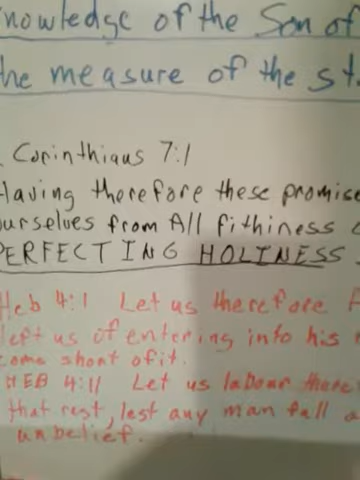 nowledge of the Son of
he measure of the st
Corinthians 7:1
Having therefore these promise
ourselves from All fithiness
PERFECTING HOLINESS
Heb 4:1 Let us therefore f
left us of entering into his r
come short of it.
HEB 4:11 Let us labour there
that rest, lest any man fall a
unbelief.